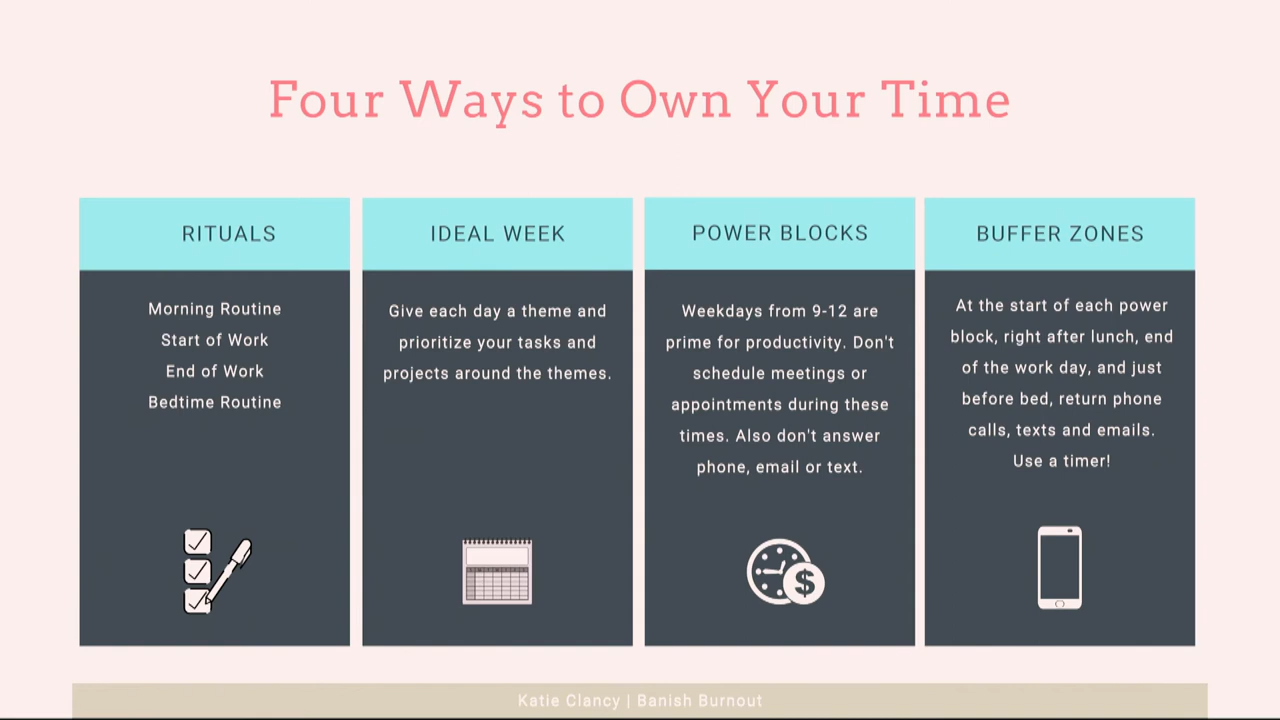 Four Ways to Own Your Time
RITUALS
Morning Routine
Start of Work
End of Work
Bedtime Routine
IDEAL WEEK
Give each day a theme and
prioritize your tasks and
projects around the themes.
POWER BLOCKS
Weekdays from 9-12 are
prime for productivity. Don't
schedule meetings or
appointments during these
times. Also don't answer
phone, email or text.
$
BUFFER ZONES
At the start of each power
block, right after lunch, end
of the work day, and just
before bed, return phone
calls, texts and emails.
Use a timer!
Katie Clancy | Banish Burnout